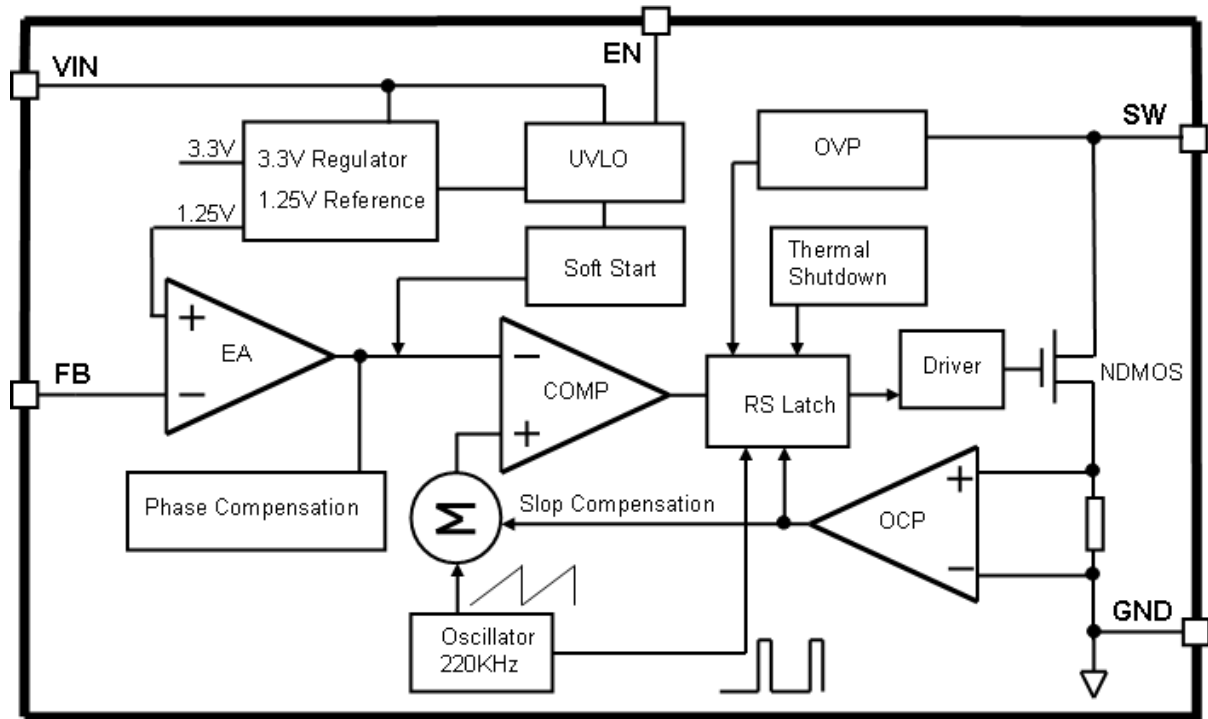 EN
VIN
SW
3.3V
3.3V Regulator
1.25V Reference
1.25V
UVLO
OVP
Soft Start
Thermal
Shutdown
EA
+
−
FB
COMP
−
+
RS Latch
Driver
NDMOS
Phase Compensation
Σ
Slop Compensation
OCP
+
−
GND
Oscillator
220KHz